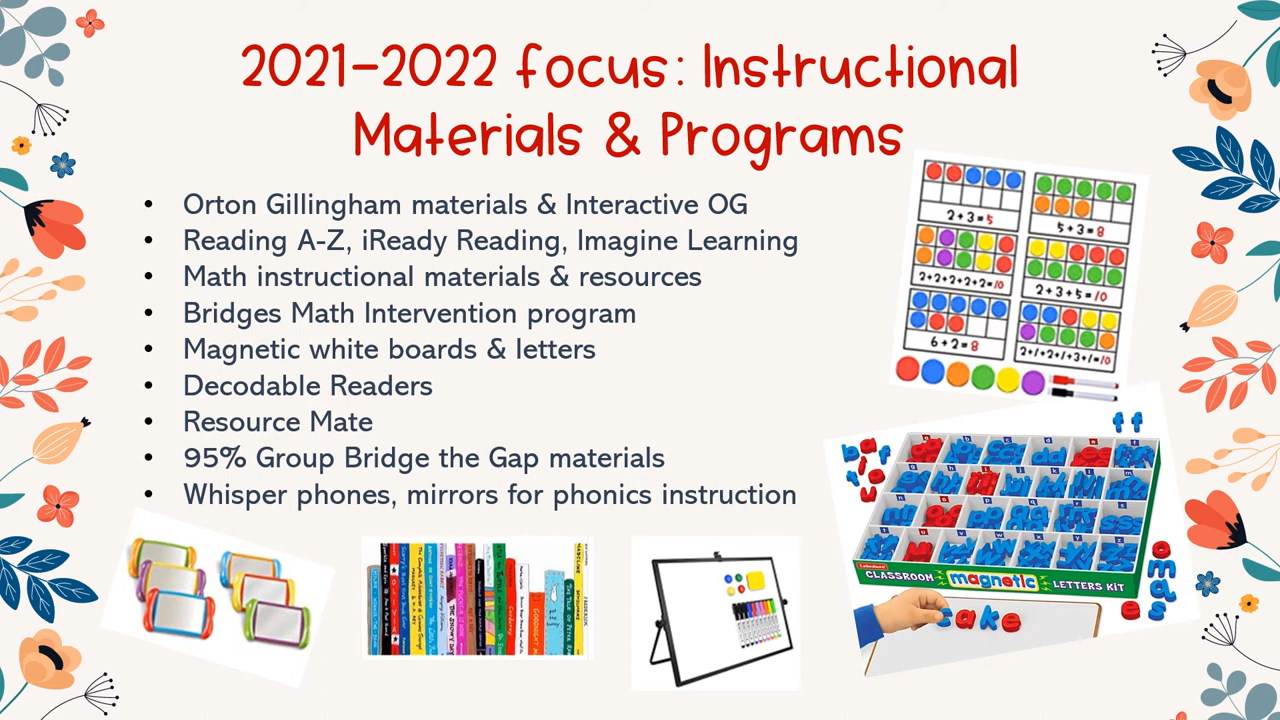 2021-2022 focus: Instructional
Materials & Programs
• Orton Gillingham materials & Interactive OG
• Reading A-Z, iReady Reading, Imagine Learning
• Math instructional materials & resources
• Bridges Math Intervention program
• Magnetic white boards & letters
• Decodable Readers
• Resource Mate
• 95% Group Bridge the Gap materials
• Whisper phones, mirrors for phonics instruction
2+3=5
5+3=8
2+2+2+2+2=10
2+3+5=10
6+2=8
2+1+2+1+3+1=10
Lakeshore
CLASSROOM magnetic LETTERS KIT
cake